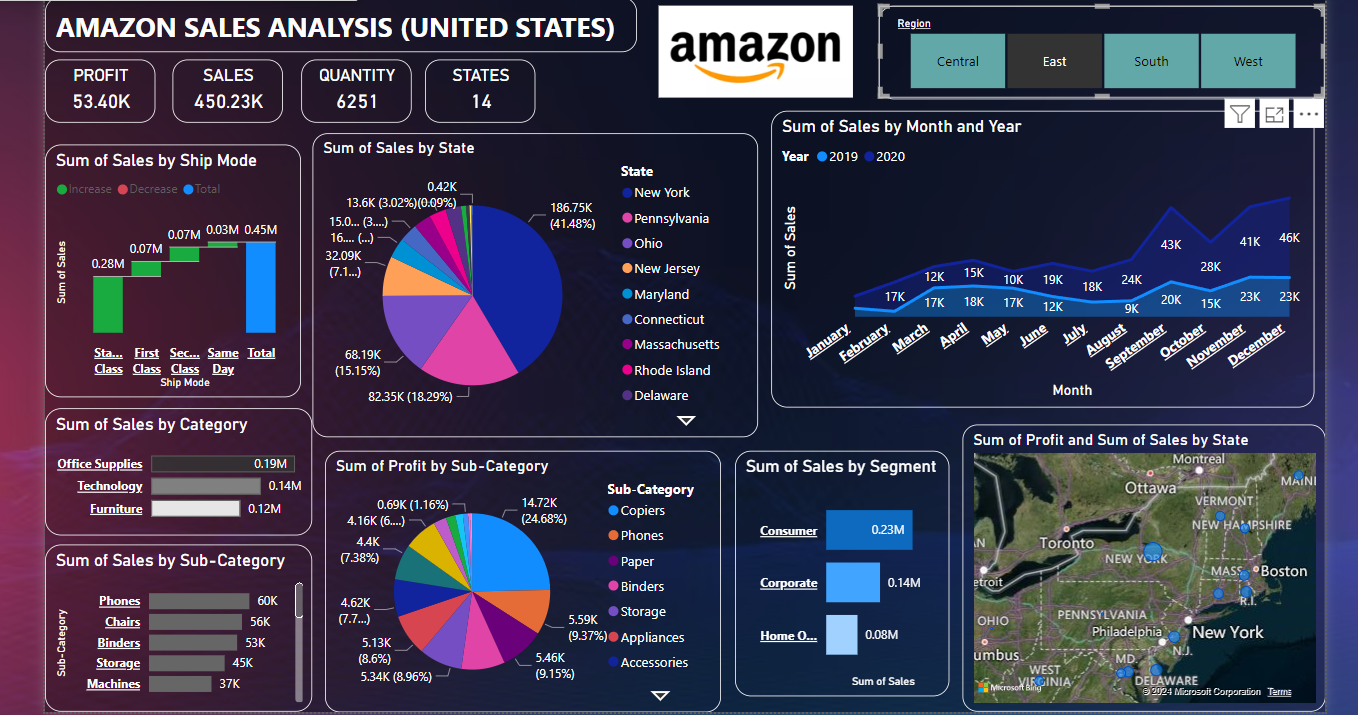 AMAZON SALES ANALYSIS (UNITED STATES)
amazon
Region
Central
East
South
West
PROFIT
53.40K
SALES
450.23K
QUANTITY
6251
STATES
14
Sum of Sales by Ship Mode
Increase Decrease Total
Sum of Sales
0.28M
0.07M
0.07M
0.03M
0.45M
Sta... Class
First Class
Sec... Class
Same Day
Total
Ship Mode
Sum of Sales by State
0.42K
(0.09%)
13.6K (3.02%)
15.0... (3....)
16.... (...)
32.09K
(7.1...)
68.19K
(15.15%)
82.35K (18.29%)
186.75K
(41.48%)
State
New York
Pennsylvania
Ohio
New Jersey
Maryland
Connecticut
Massachusetts
Rhode Island
Delaware
Sum of Sales by Month and Year
Year 2019 2020
Sum of Sales
17K
12K
15K
10K
19K
18K
24K
43K
28K
41K
46K
17K
18K
17K
12K
9K
20K
15K
23K
23K
January
February
March
April
May
June
July
August
September
October
November
December
Month
Sum of Sales by Category
Office Supplies 0.19M
Technology 0.14M
Furniture 0.12M
Sum of Sales by Sub-Category
Sub-Category
Phones 60K
Chairs 56K
Binders 53K
Storage 45K
Machines 37K
Sum of Profit by Sub-Category
0.69K (1.16%)
4.16K (6....)
4.4K
(7.38%)
4.62K
(7.7...)
5.13K
(8.6%)
5.34K (8.96%)
5.46K
(9.15%)
5.59K
(9.37%)
14.72K
(24.68%)
Sub-Category
Copiers
Phones
Paper
Binders
Storage
Appliances
Accessories
Sum of Sales by Segment
Consumer 0.23M
Corporate 0.14M
Home O... 0.08M
Sum of Sales
Sum of Profit and Sum of Sales by State
Montreal
Ottawa
MAIN
VERMONT
NEW HAMPSHIRE
AN
Toronto
NEW YORK
MASS.
Boston
etroit
R.I.
PENNSYLVANIA
OHIO
Philadelphia
New York
N.J.
umbus
MD.
WEST
VIRGINIA
DELAWARE
Microsoft Bing
© 2024 Microsoft Corporation Terms